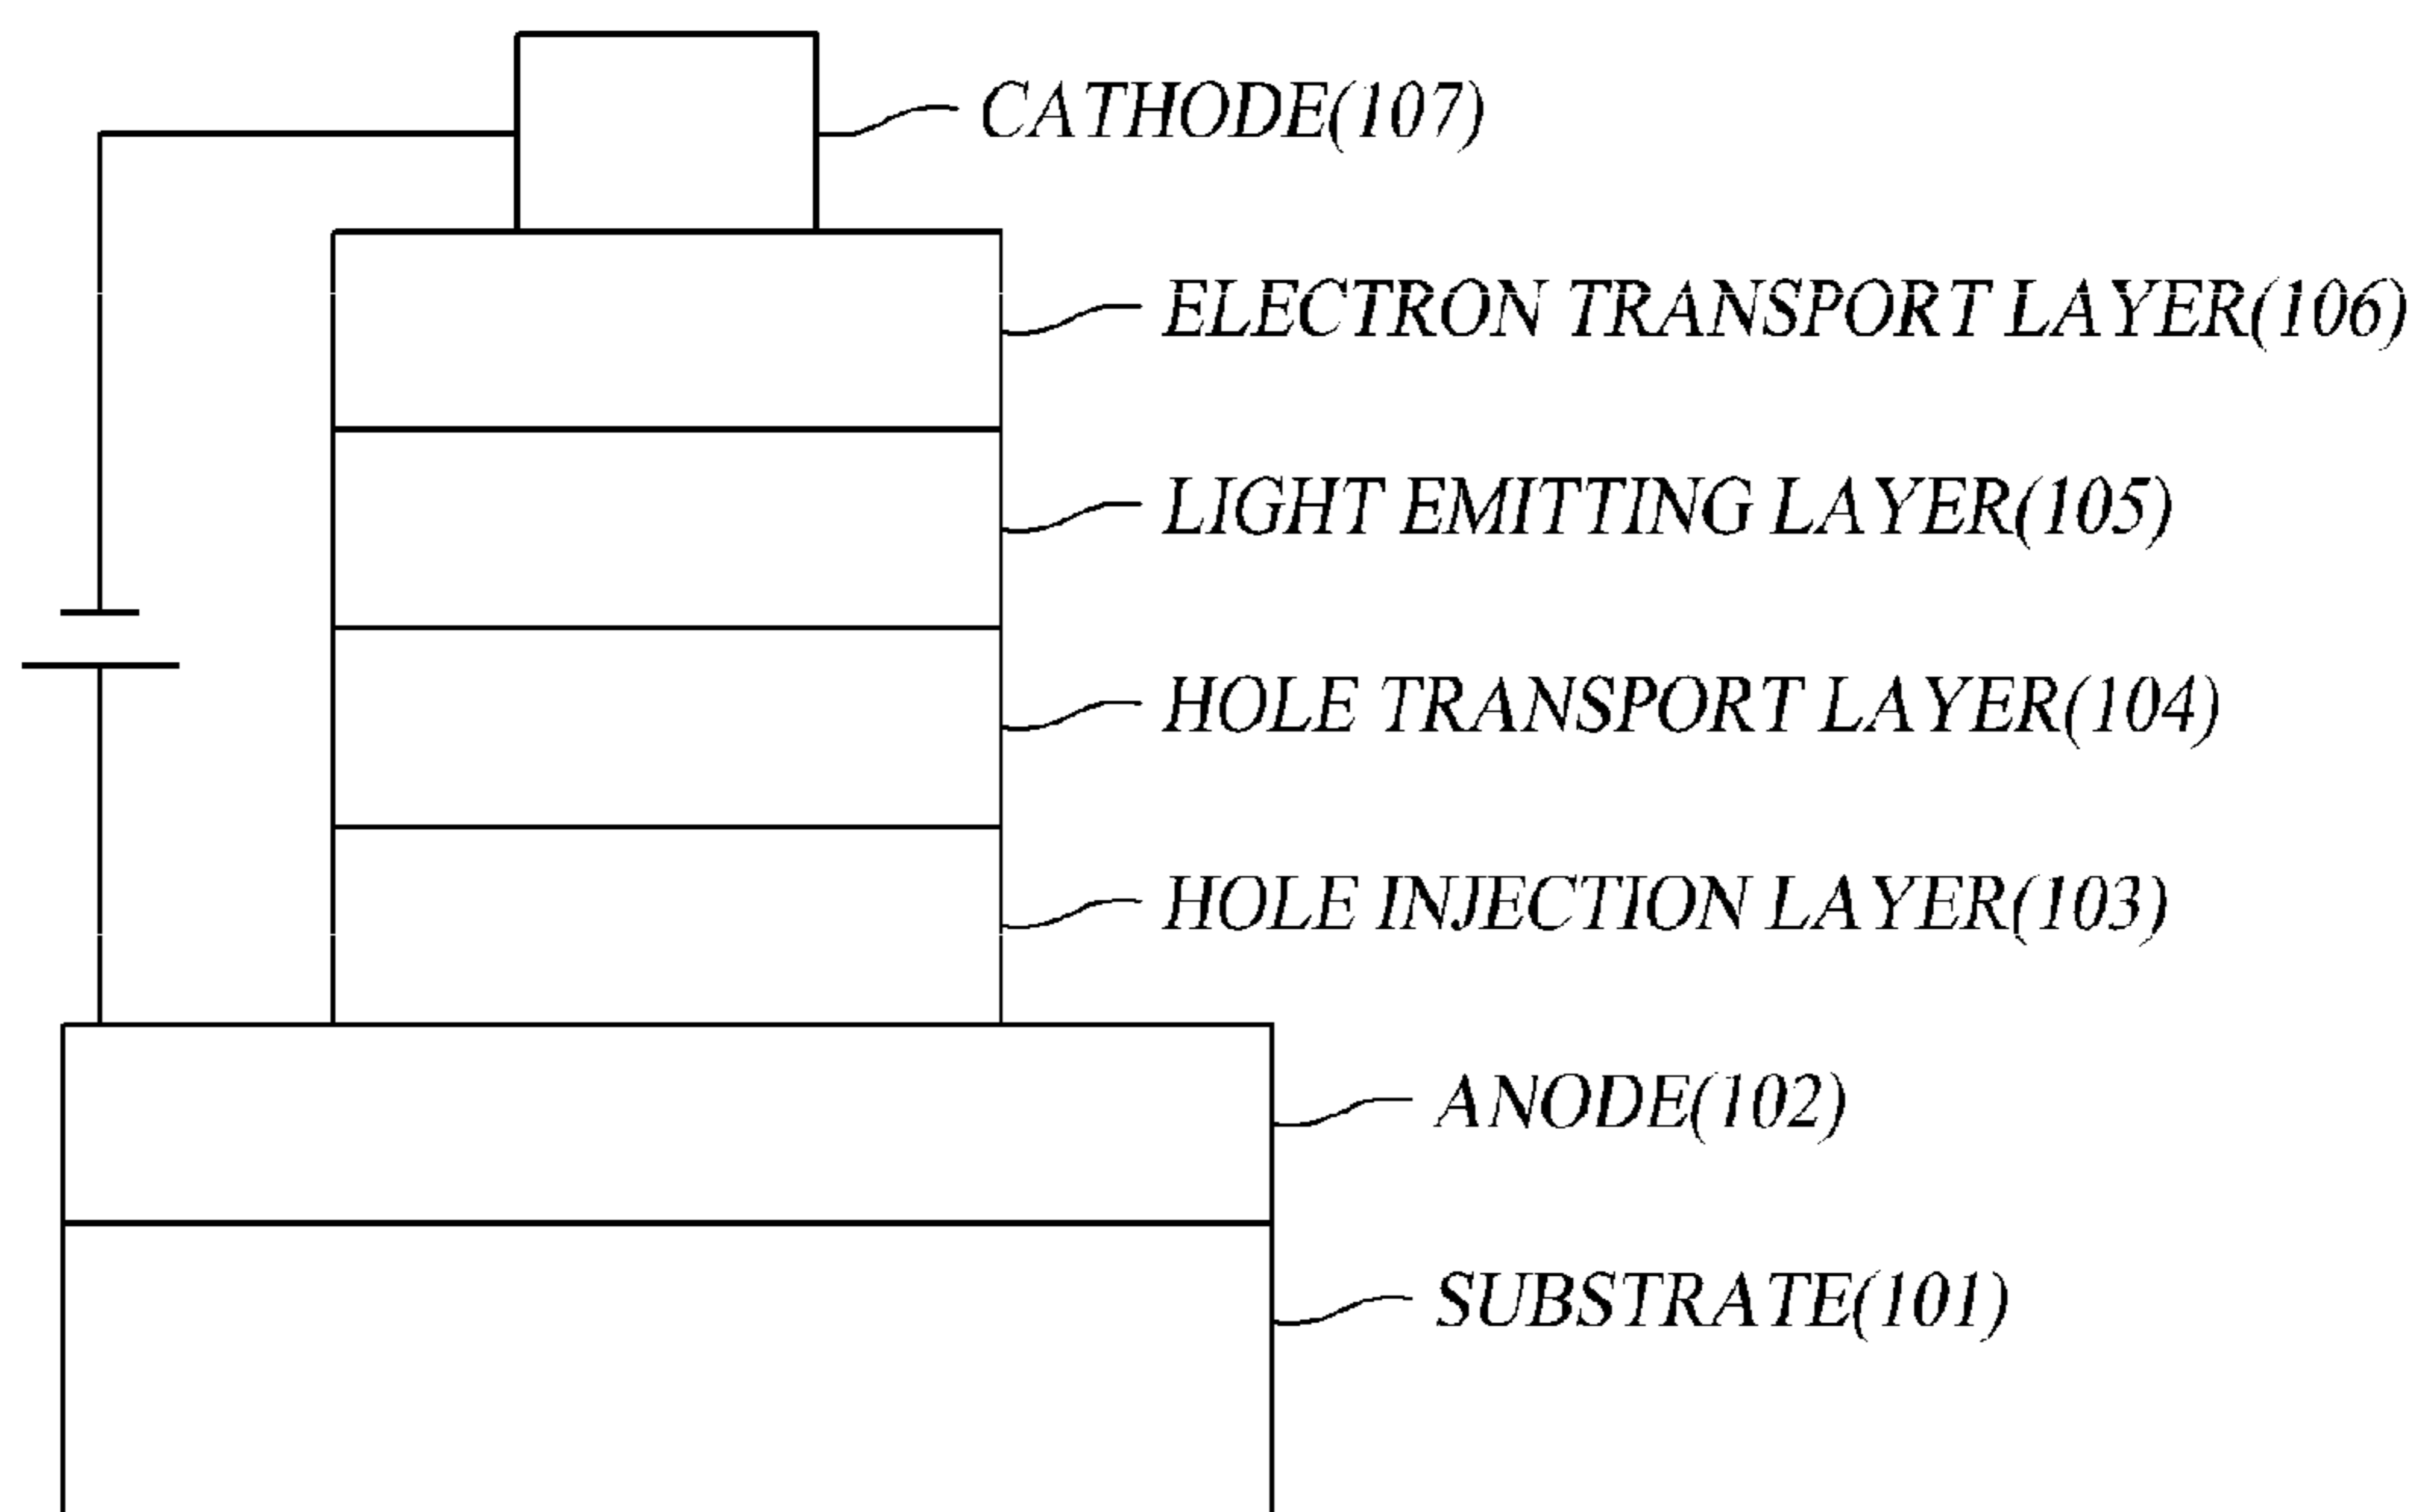 CATHODE(107)
ELECTRON TRANSPORT LAYER(106)
LIGHT EMITTING LAYER(105)
HOLE TRANSPORT LAYER(104)
HOLE INJECTION LAYER(103)
ANODE(102)
SUBSTRATE(101)